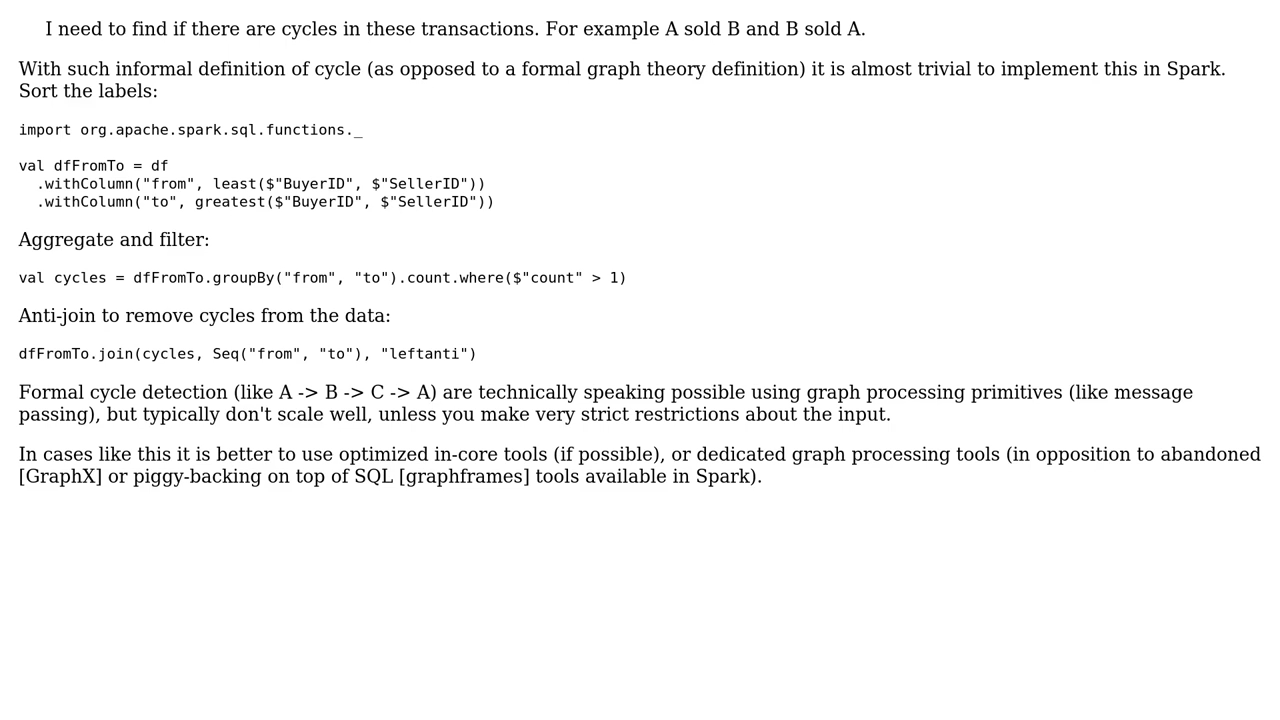 I need to find if there are cycles in these transactions. For example A sold B and B sold A.
With such informal definition of cycle (as opposed to a formal graph theory definition) it is almost trivial to implement this in Spark.
Sort the labels:
import org.apache.spark.sql.functions._
val dfFromTo = df
  .withColumn("from", least($"BuyerID", $"SellerID"))
  .withColumn("to", greatest($"BuyerID", $"SellerID"))
Aggregate and filter:
val cycles = dfFromTo.groupBy("from", "to").count.where($"count" > 1)
Anti-join to remove cycles from the data:
dfFromTo.join(cycles, Seq("from", "to"), "leftanti")
Formal cycle detection (like A -> B -> C -> A) are technically speaking possible using graph processing primitives (like message
passing), but typically don't scale well, unless you make very strict restrictions about the input.
In cases like this it is better to use optimized in-core tools (if possible), or dedicated graph processing tools (in opposition to abandoned
[GraphX] or piggy-backing on top of SQL [graphframes] tools available in Spark).